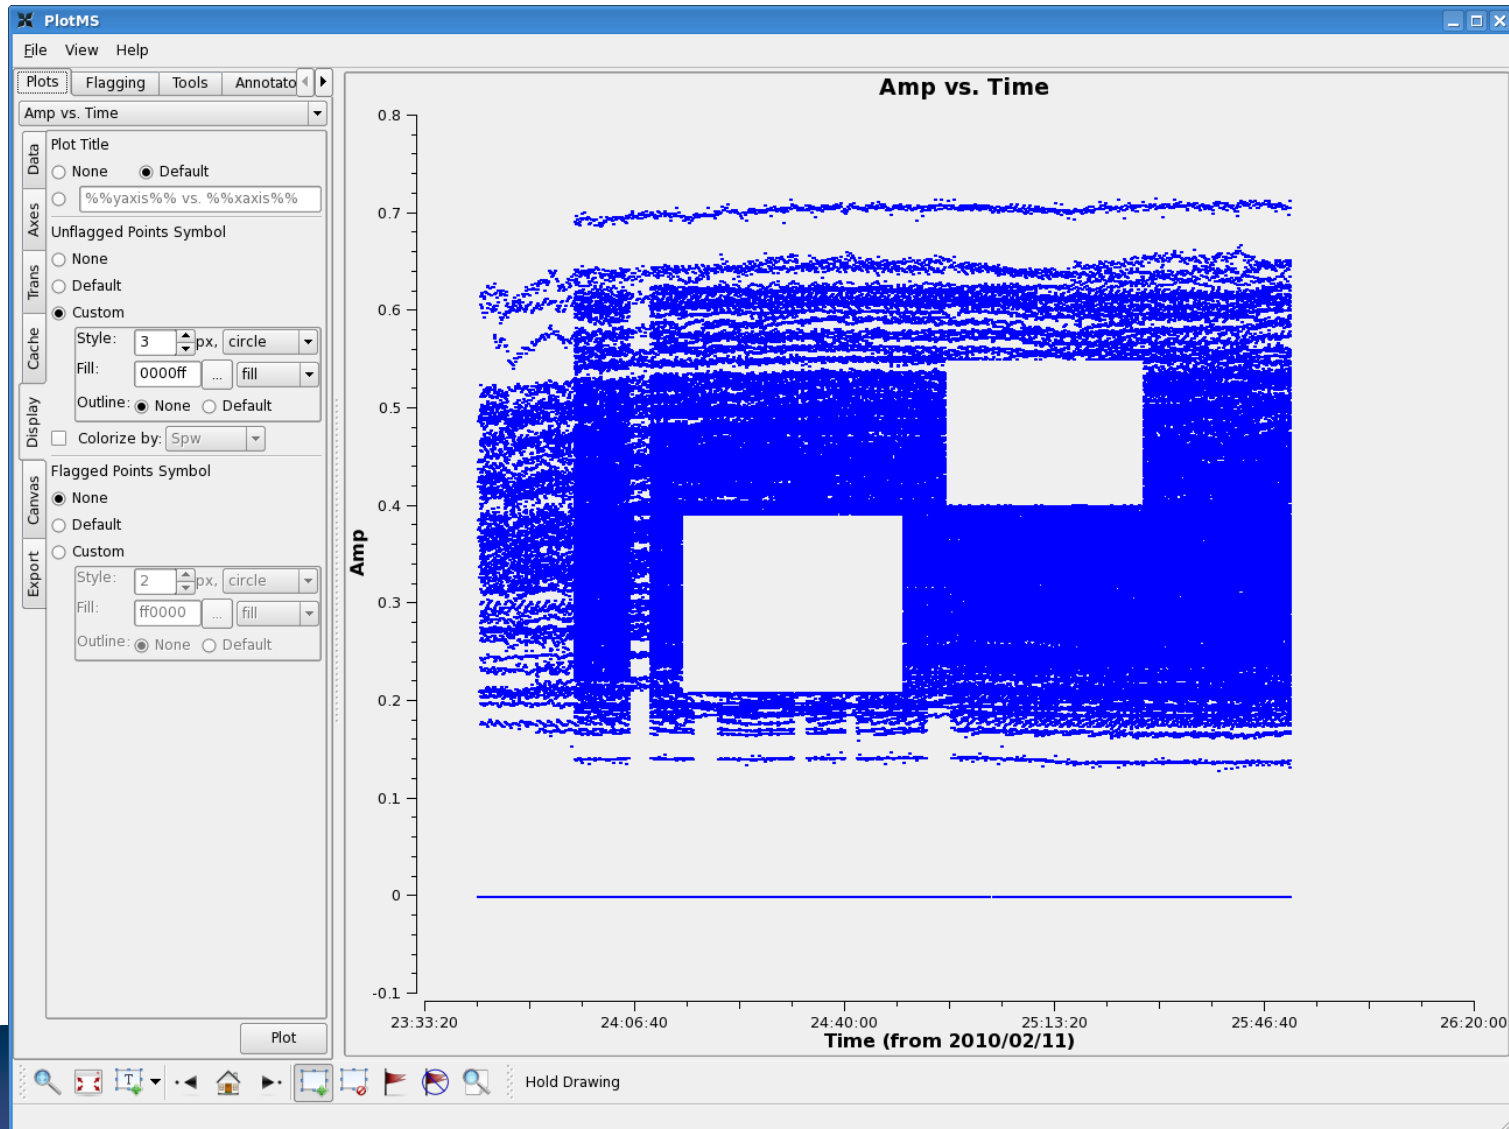 PlotMS
File View Help
Plots Flagging Tools Annotato
Amp vs. Time
Data
Axes
Trans
Cache
Display
Canvas
Export
Plot Title
None Default
%%yaxis%% vs. %%xaxis%%
Unflagged Points Symbol
None
Default
Custom
Style: 3 px, circle
Fill: 0000ff ... fill
Outline: None Default
Colorize by: Spw
Flagged Points Symbol
None
Default
Custom
Style: 2 px, circle
Fill: ff0000 ... fill
Outline: None Default
Plot
Amp vs. Time
Amp
0.8
0.7
0.6
0.5
0.4
0.3
0.2
0.1
0
-0.1
23:33:20 24:06:40 24:40:00 25:13:20 25:46:40 26:20:00
Time (from 2010/02/11)
T
Hold Drawing